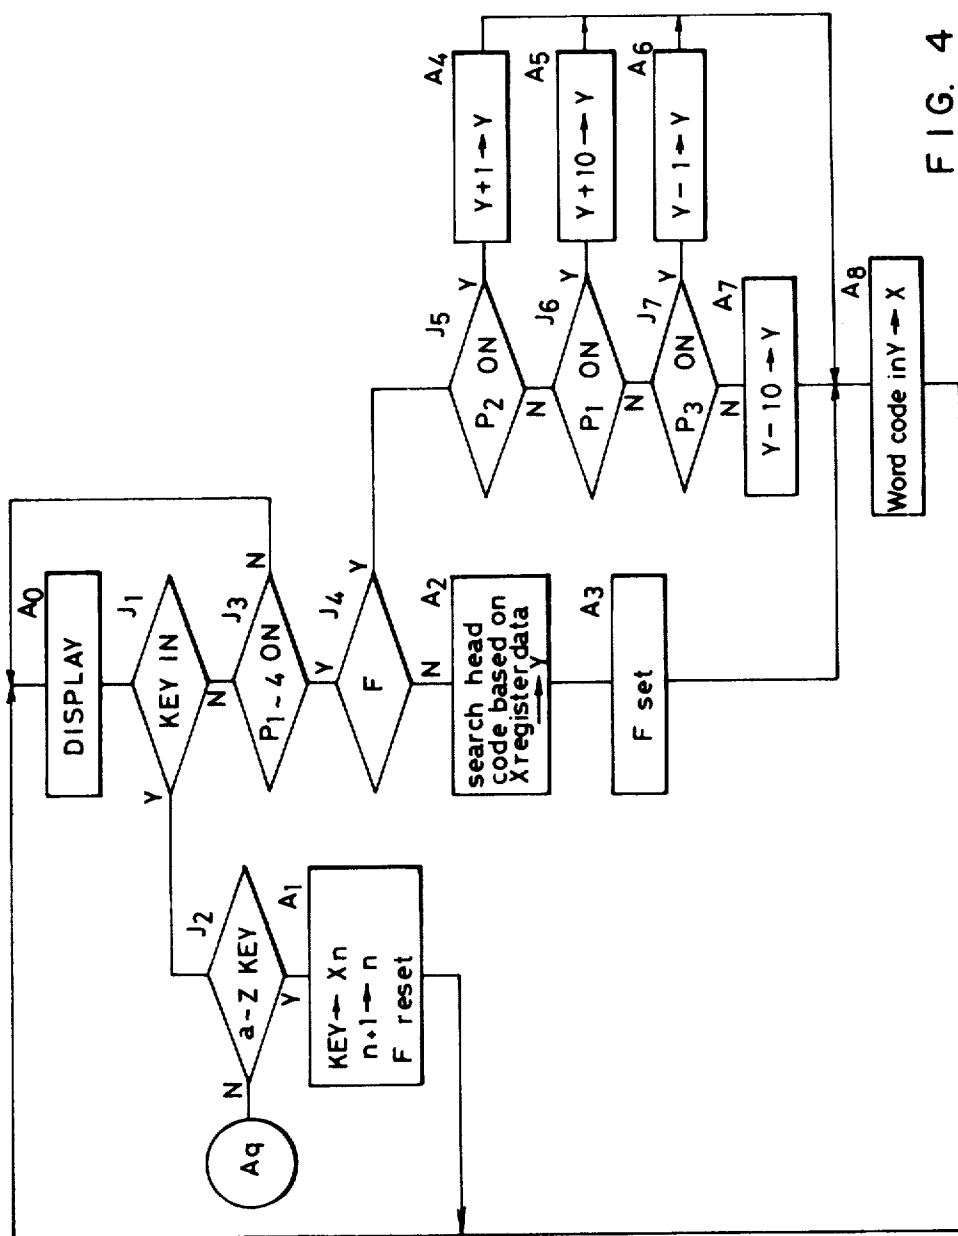 A0
DISPLAY
J1
KEY IN
Y
N
J2
a~Z KEY
N
Y
Aq
A1
KEY→Xn
n+1→n
F reset
J3
P1~4 ON
N
Y
J4
F
Y
N
A2
search head
code based on
X register data
→Y
A3
F set
J5
P2 ON
Y
N
A4
Y+1→Y
J6
P1 ON
Y
N
A5
Y+10→Y
J7
P3 ON
Y
N
A6
Y-1→Y
A7
Y-10→Y
A8
Word code in Y→X
FIG. 4